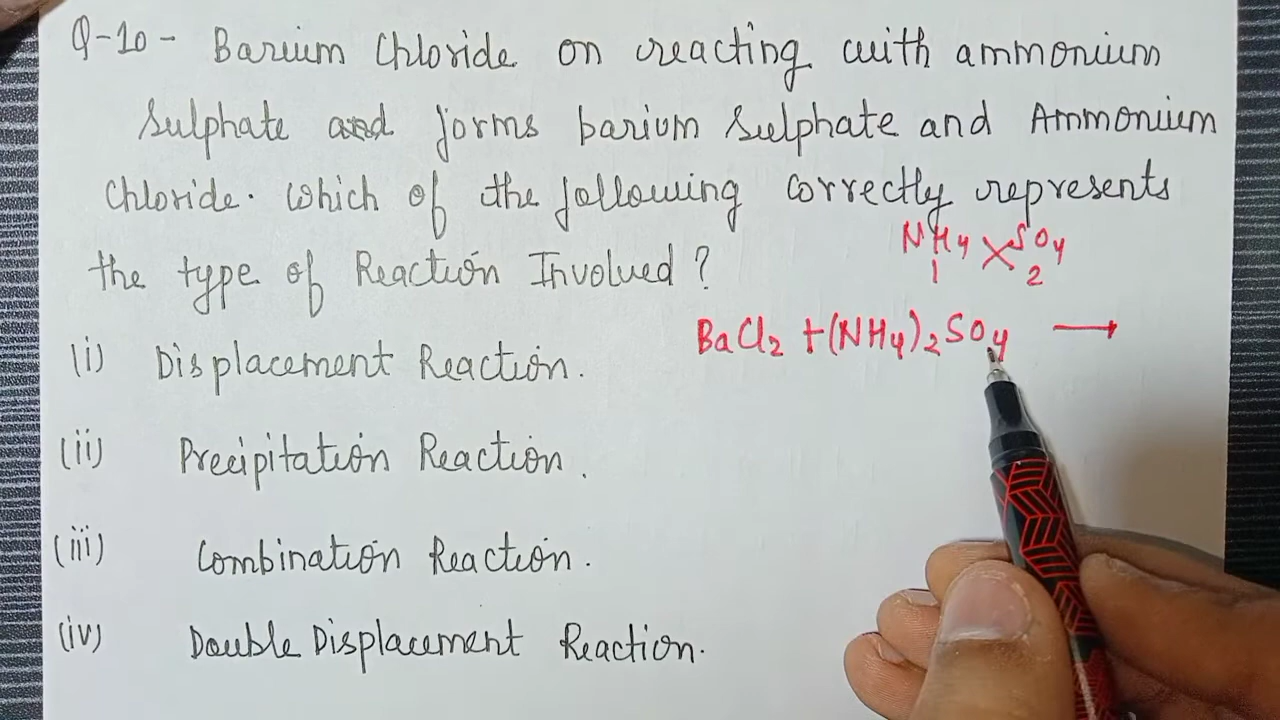 Q-10 - Barium Chloride on reacting with ammonium
Sulphate and forms barium Sulphate and Ammonium
Chloride. Which of the following correctly represents
the type of Reaction Involved?
NH4 SO4
1 2
BaCl2 + (NH4)2SO4 →
(i) Displacement Reaction.
(ii) Precipitation Reaction.
(iii) Combination Reaction.
(iv) Double Displacement Reaction.